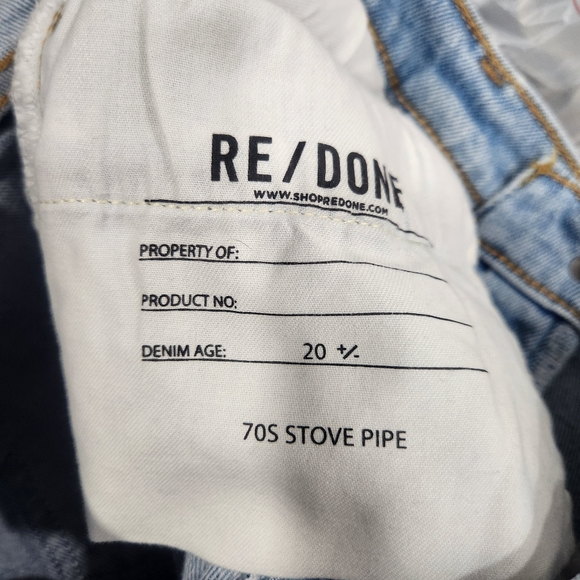 RE/DONE
WWW.SHOPREDONE.COM
PROPERTY OF:
PRODUCT NO:
DENIM AGE: 20 +/-
70S STOVE PIPE